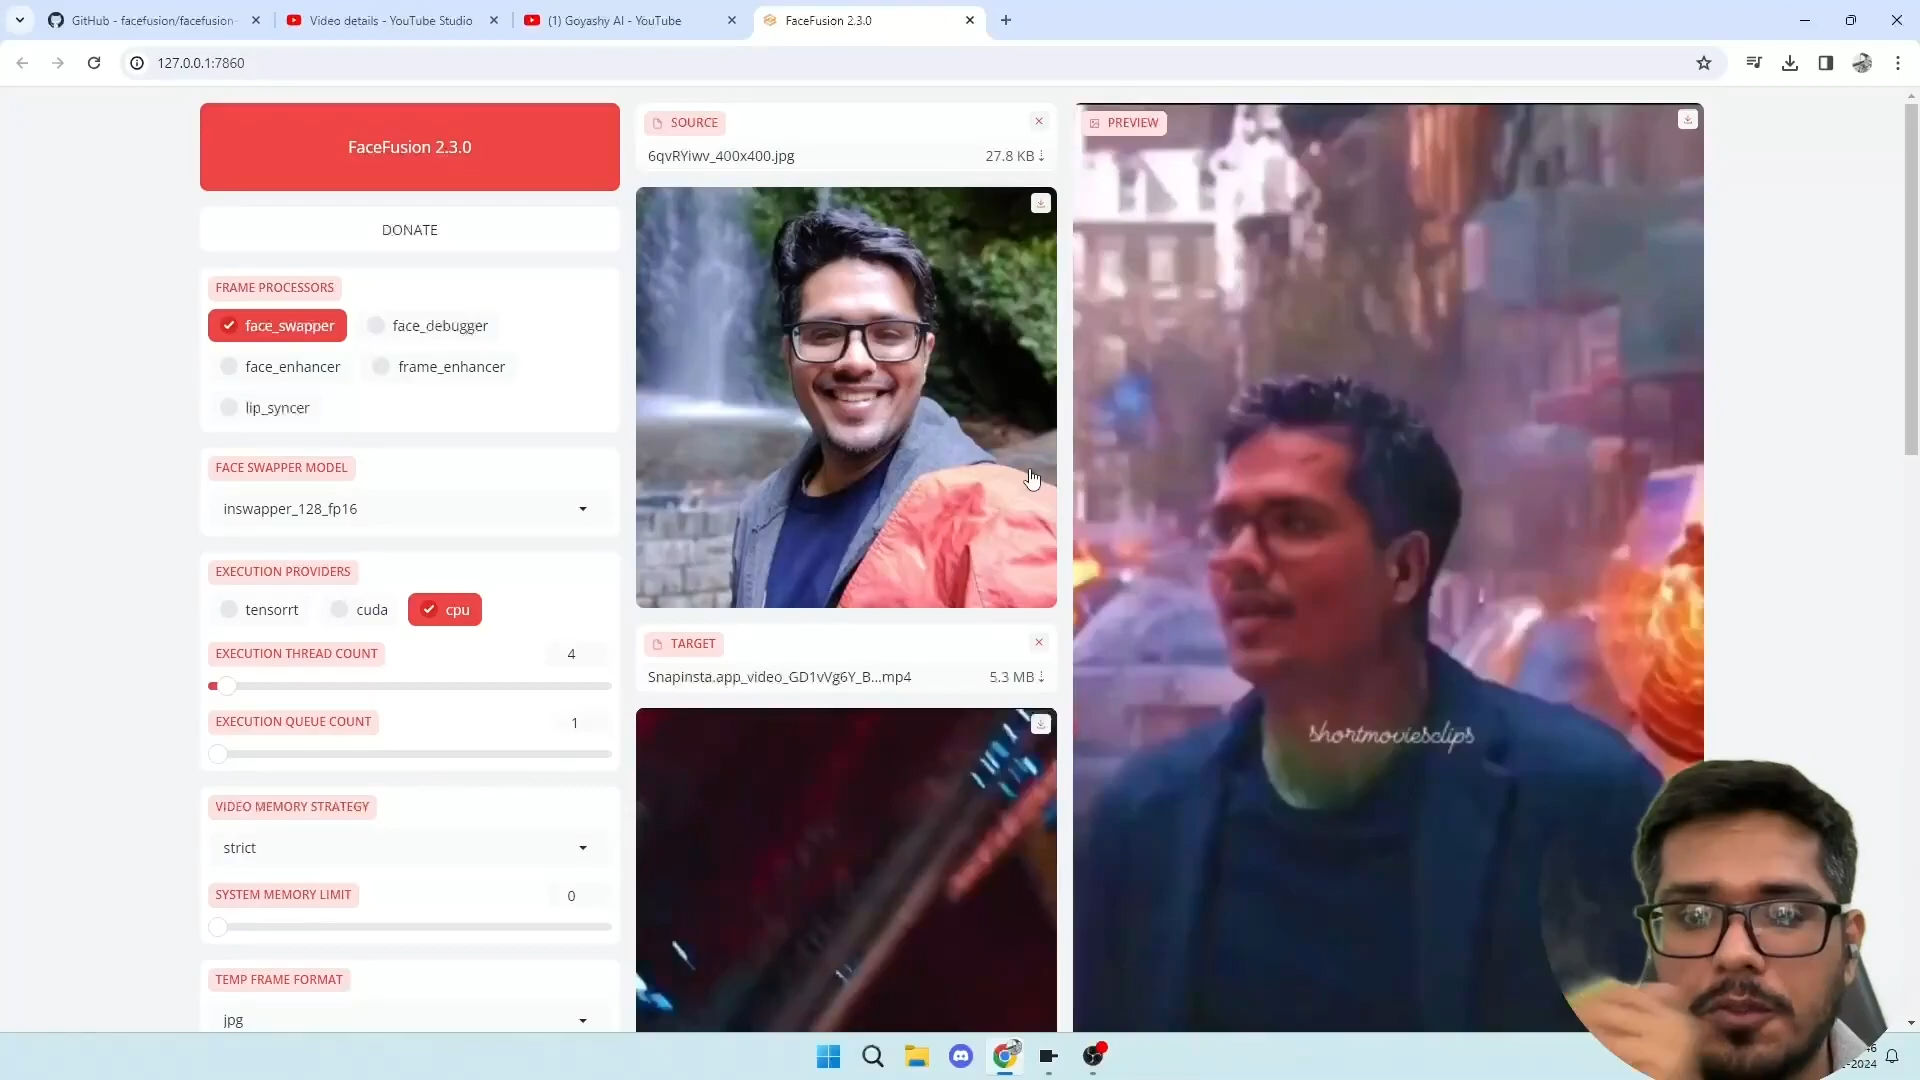 GitHub - facefusion/facefusion
Video details - YouTube Studio
(1) Goyashy AI - YouTube
FaceFusion 2.3.0
127.0.0.1:7860
FaceFusion 2.3.0
DONATE
FRAME PROCESSORS
face_swapper
face_debugger
face_enhancer
frame_enhancer
lip_syncer
FACE SWAPPER MODEL
inswapper_128_fp16
EXECUTION PROVIDERS
tensorrt
cuda
cpu
EXECUTION THREAD COUNT
4
EXECUTION QUEUE COUNT
1
VIDEO MEMORY STRATEGY
strict
SYSTEM MEMORY LIMIT
0
TEMP FRAME FORMAT
jpg
SOURCE
6qvRYiwv_400x400.jpg
27.8 KB ⇣
TARGET
Snapinsta.app_video_GD1vVg6Y_B...mp4
5.3 MB ⇣
PREVIEW
shortmoviesclips
-2024